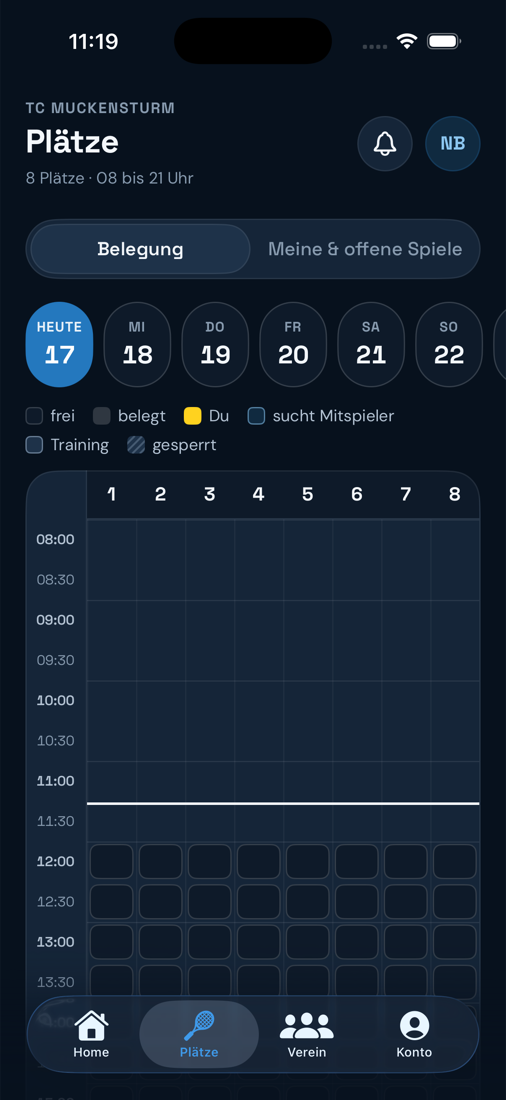 11:19
TC MUCKENSTURM
Plätze
NB
8 Plätze · 08 bis 21 Uhr
Belegung Meine & offene Spiele
HEUTE MI DO FR SA SO
17 18 19 20 21 22
frei belegt Du sucht Mitspieler
Training gesperrt
1 2 3 4 5 6 7 8
08:00
08:30
09:00
09:30
10:00
10:30
11:00
11:30
12:00
12:30
13:00
13:30
Home Plätze Verein Konto